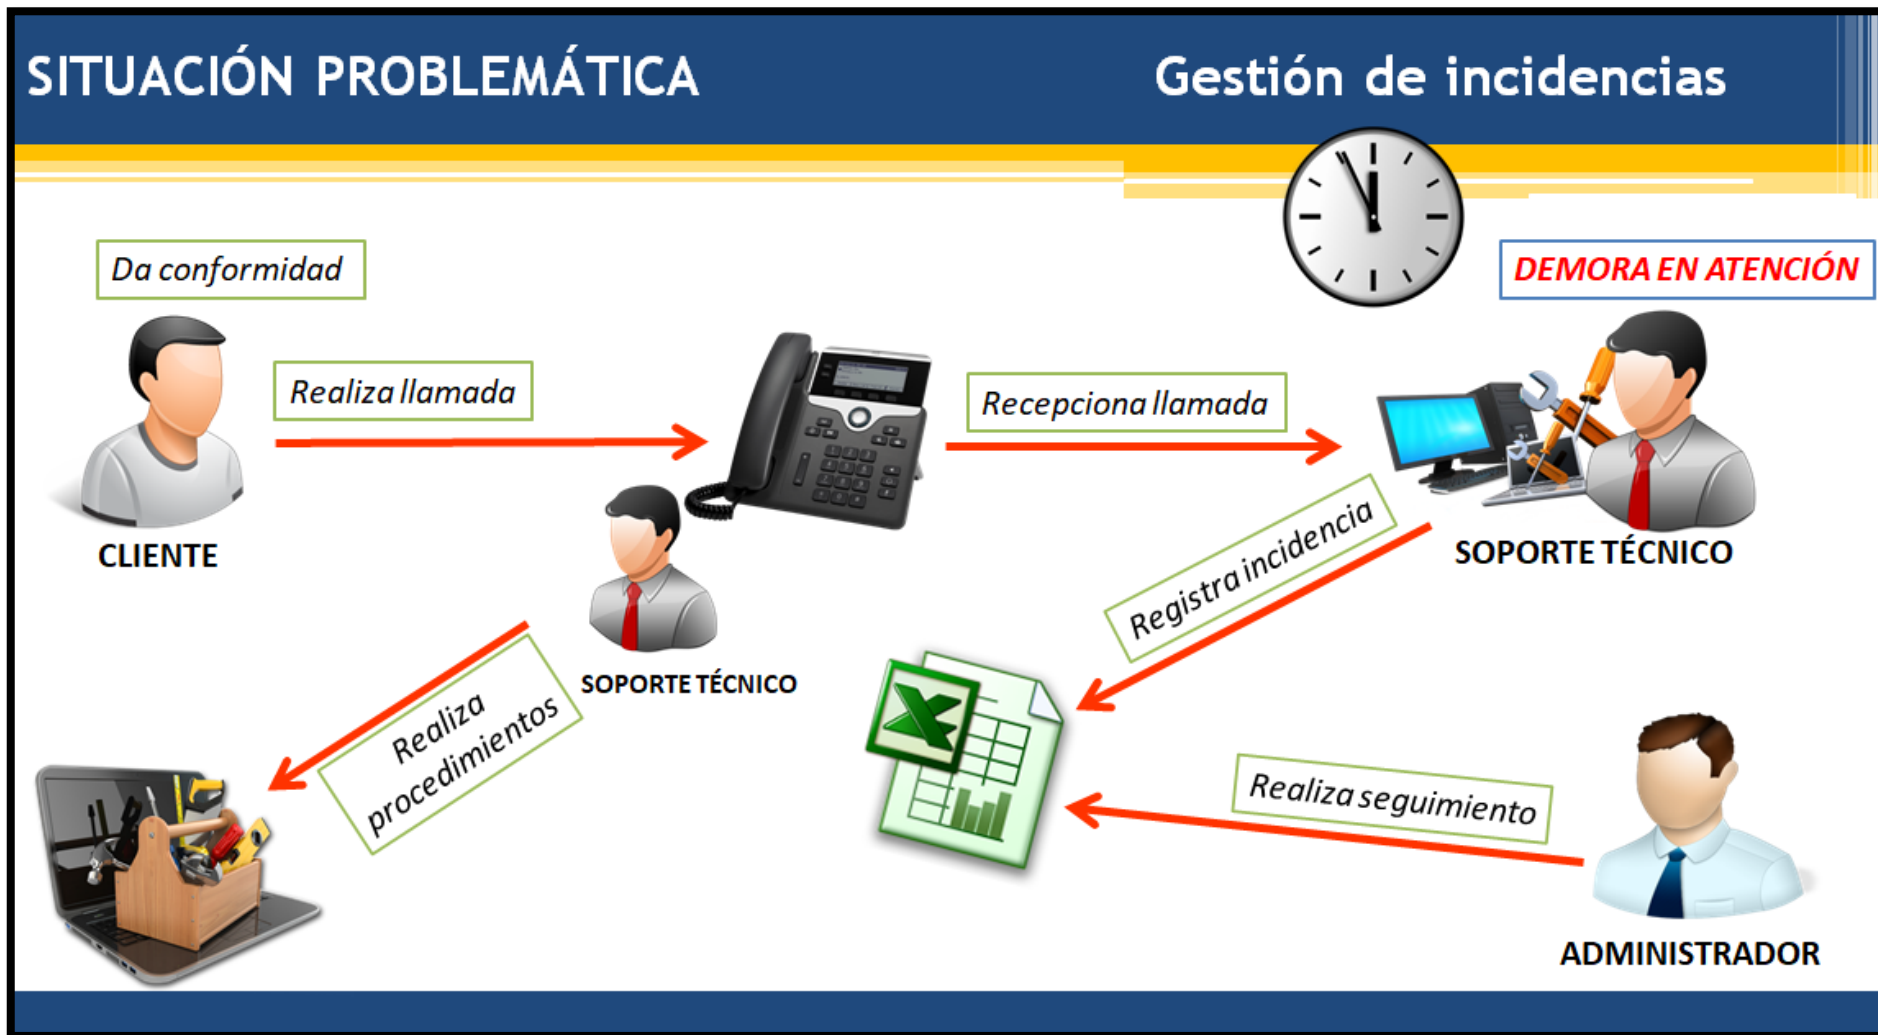 SITUACIÓN PROBLEMÁTICA
Gestión de incidencias
Da conformidad
DEMORA EN ATENCIÓN
Realiza llamada
Recepciona llamada
CLIENTE
SOPORTE TÉCNICO
Registra incidencia
SOPORTE TÉCNICO
Realiza
procedimientos
Realiza seguimiento
ADMINISTRADOR